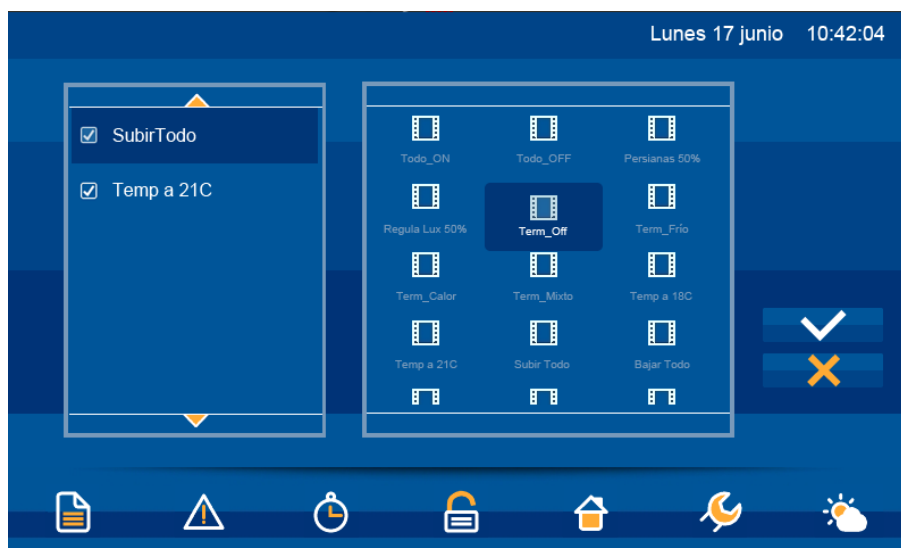 Lunes 17 junio 10:42:04
SubirTodo
Temp a 21C
Todo_ON Todo_OFF Persianas 50%
Regula Lux 50% Term_Off Term_Frío
Term_Calor Term_Mixto Temp a 18C
Temp a 21C Subir Todo Bajar Todo